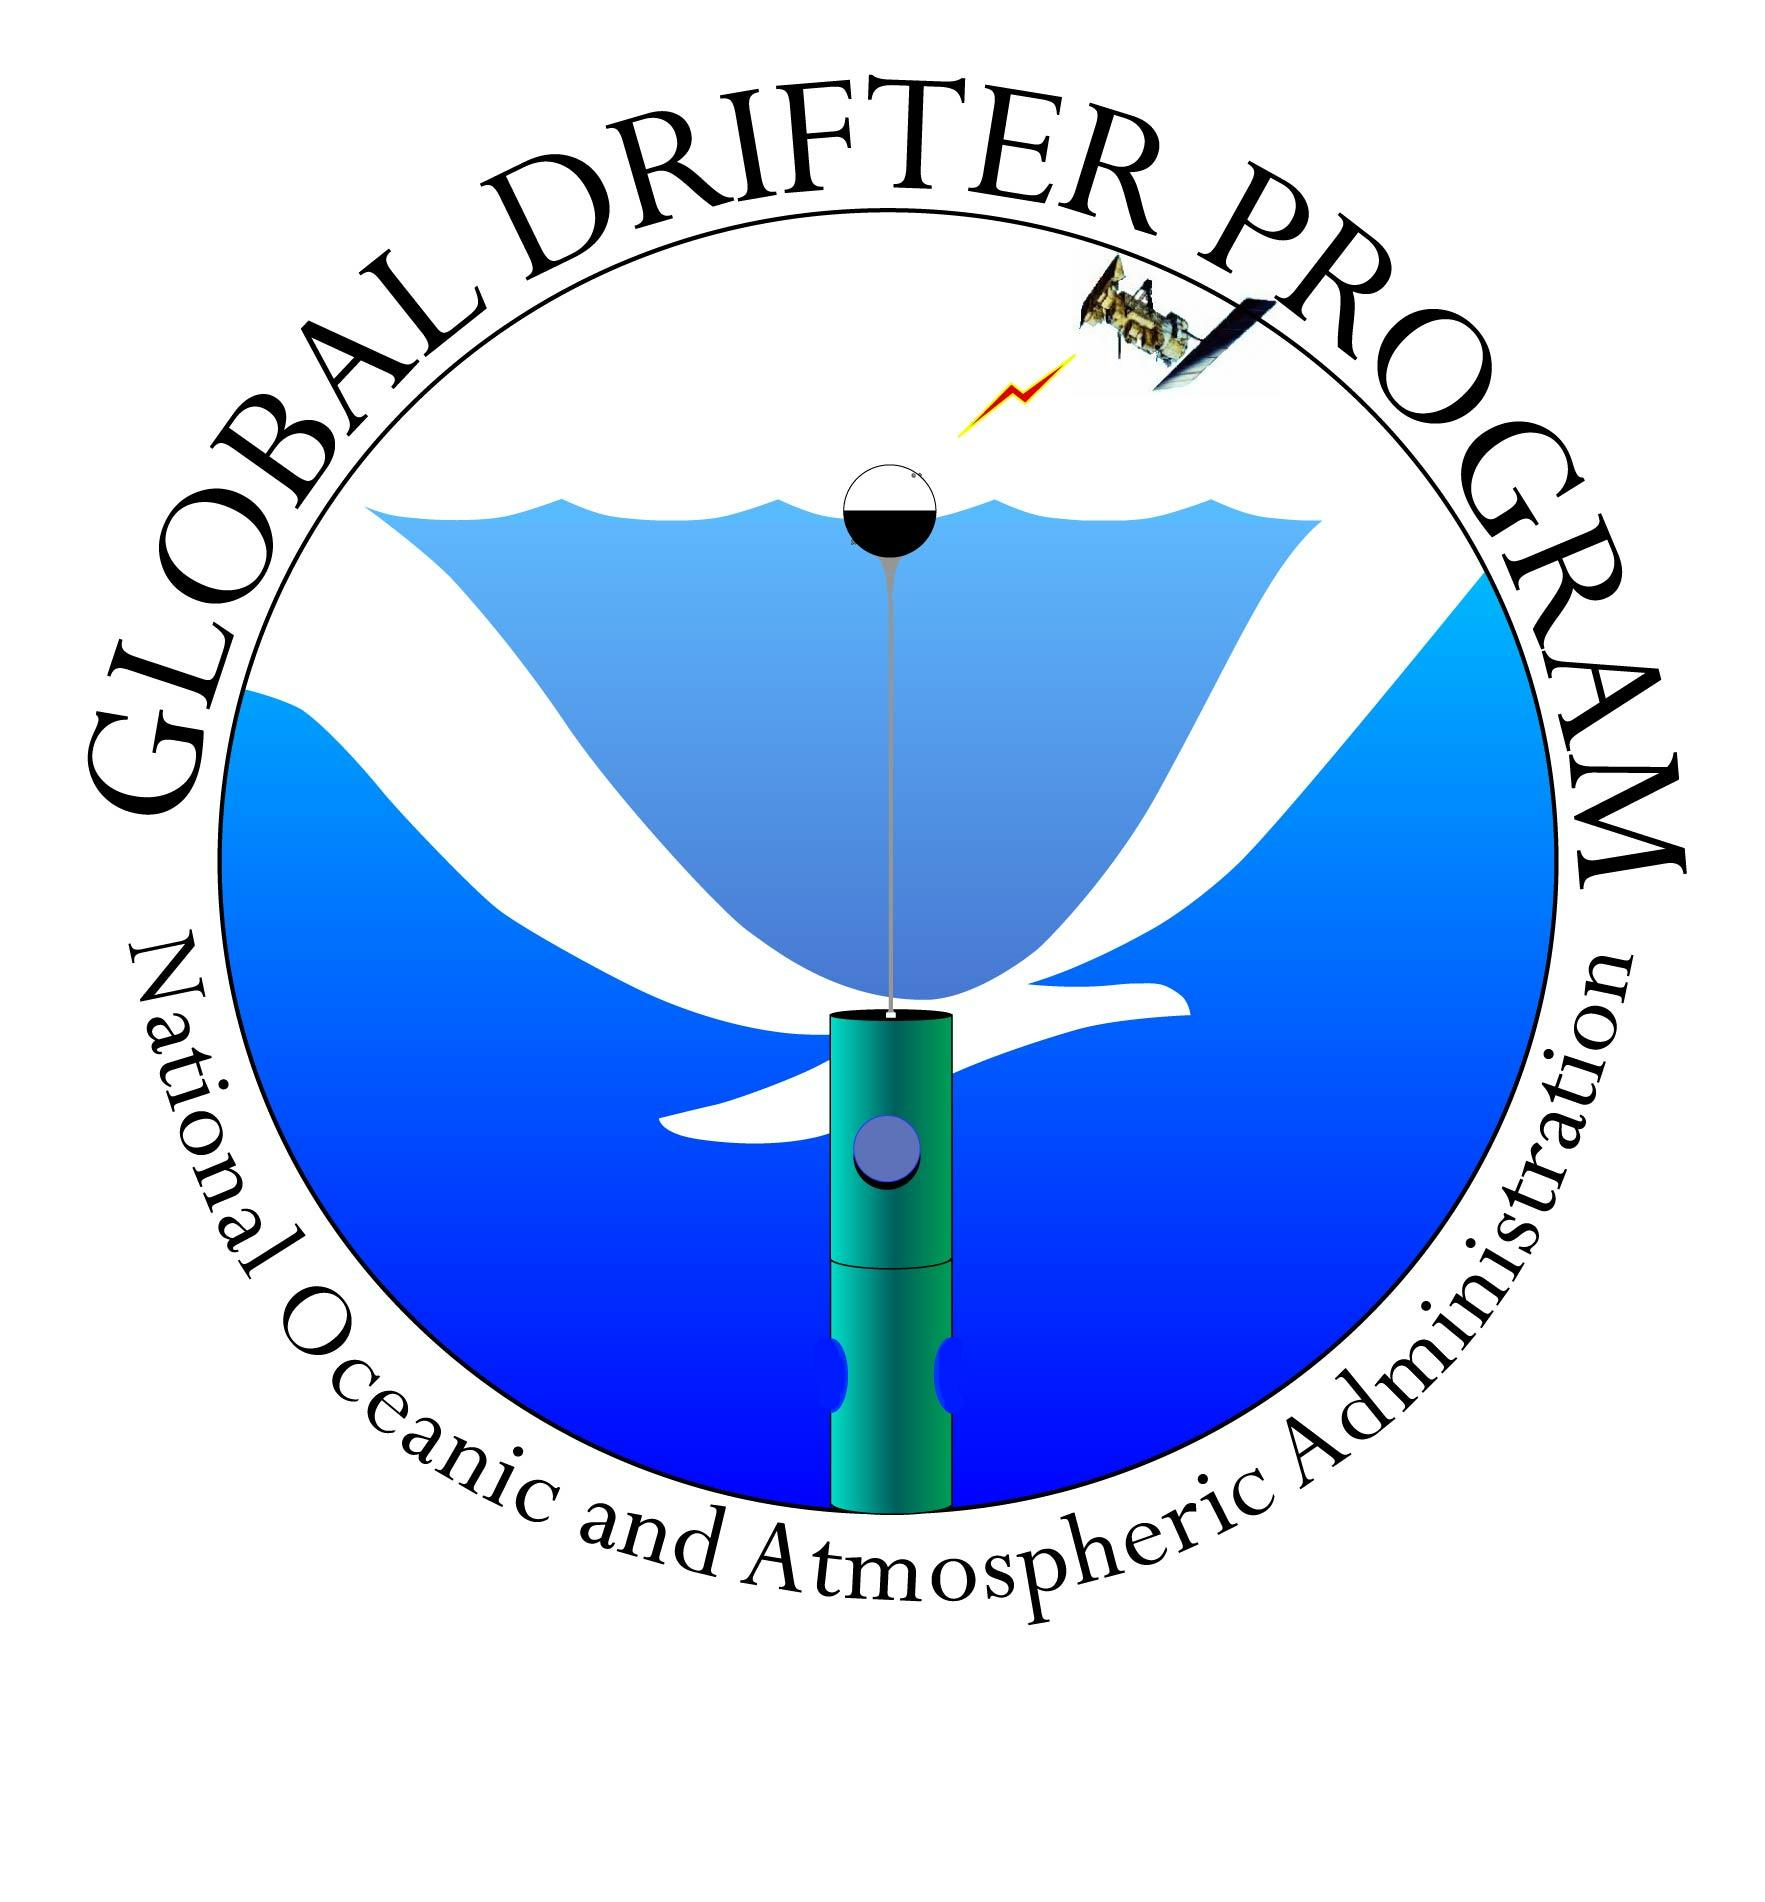 GLOBAL DRIFTER PROGRAM
National Oceanic and Atmospheric Administration